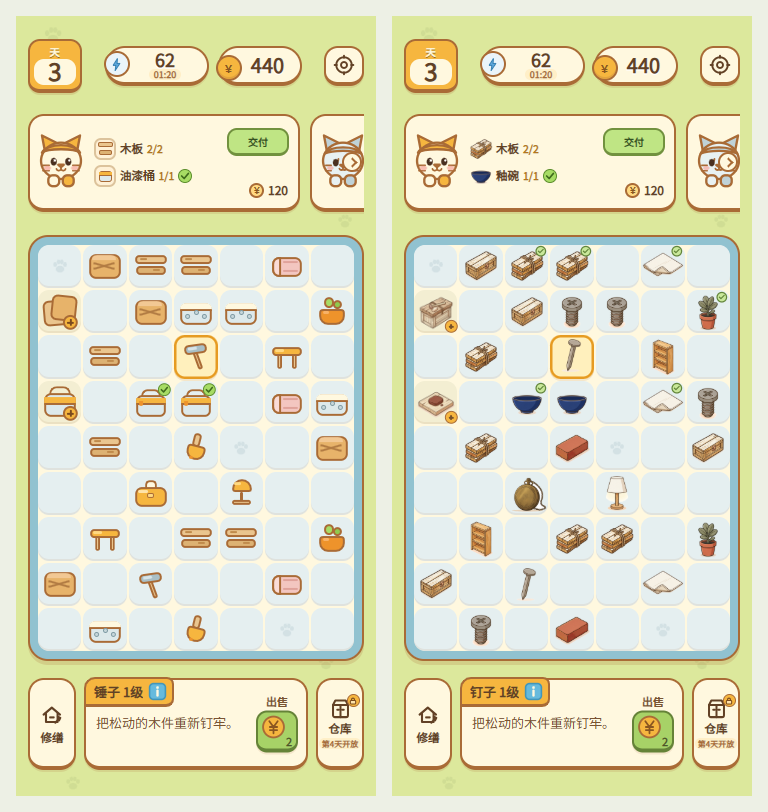 天
3
62
01:20
¥
440
木板 2/2
油漆桶 1/1
交付
¥ 120
锤子 1级
i
把松动的木件重新钉牢。
出售
¥
2
修缮
仓库
第4天开放
天
3
62
01:20
¥
440
木板 2/2
釉碗 1/1
交付
¥ 120
钉子 1级
i
把松动的木件重新钉牢。
出售
¥
2
修缮
仓库
第4天开放